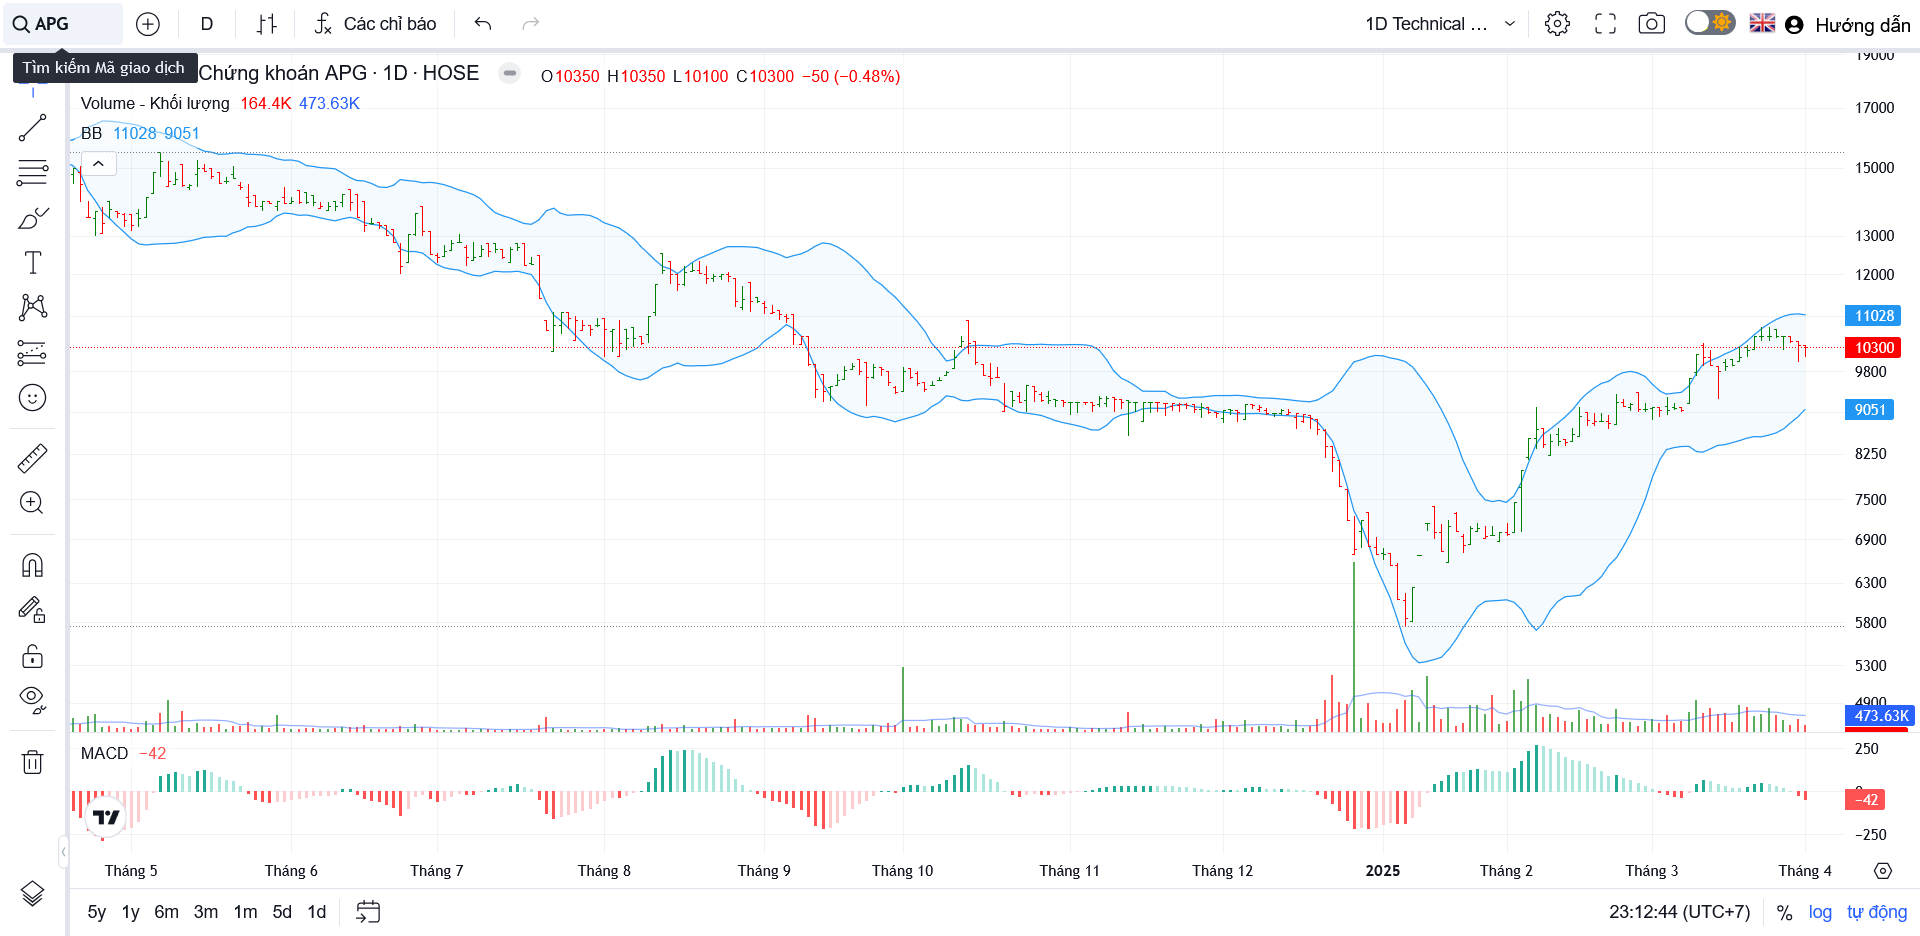 APG
D
Các chỉ báo
1D Technical ...
Hướng dẫn
Tìm kiếm Mã giao dịch
Chứng khoán APG · 1D · HOSE
O10350 H10350 L10100 C10300 −50 (−0.48%)
Volume - Khối lượng 164.4K 473.63K
BB 11028 9051
19000
17000
15000
13000
12000
11028
10300
9800
9051
8250
7500
6900
6300
5800
5300
4900
473.63K
MACD −42
250
−42
−250
Tháng 5 Tháng 6 Tháng 7 Tháng 8 Tháng 9 Tháng 10 Tháng 11 Tháng 12 2025 Tháng 2 Tháng 3 Tháng 4
5y 1y 6m 3m 1m 5d 1d
23:12:44 (UTC+7) % log tự động